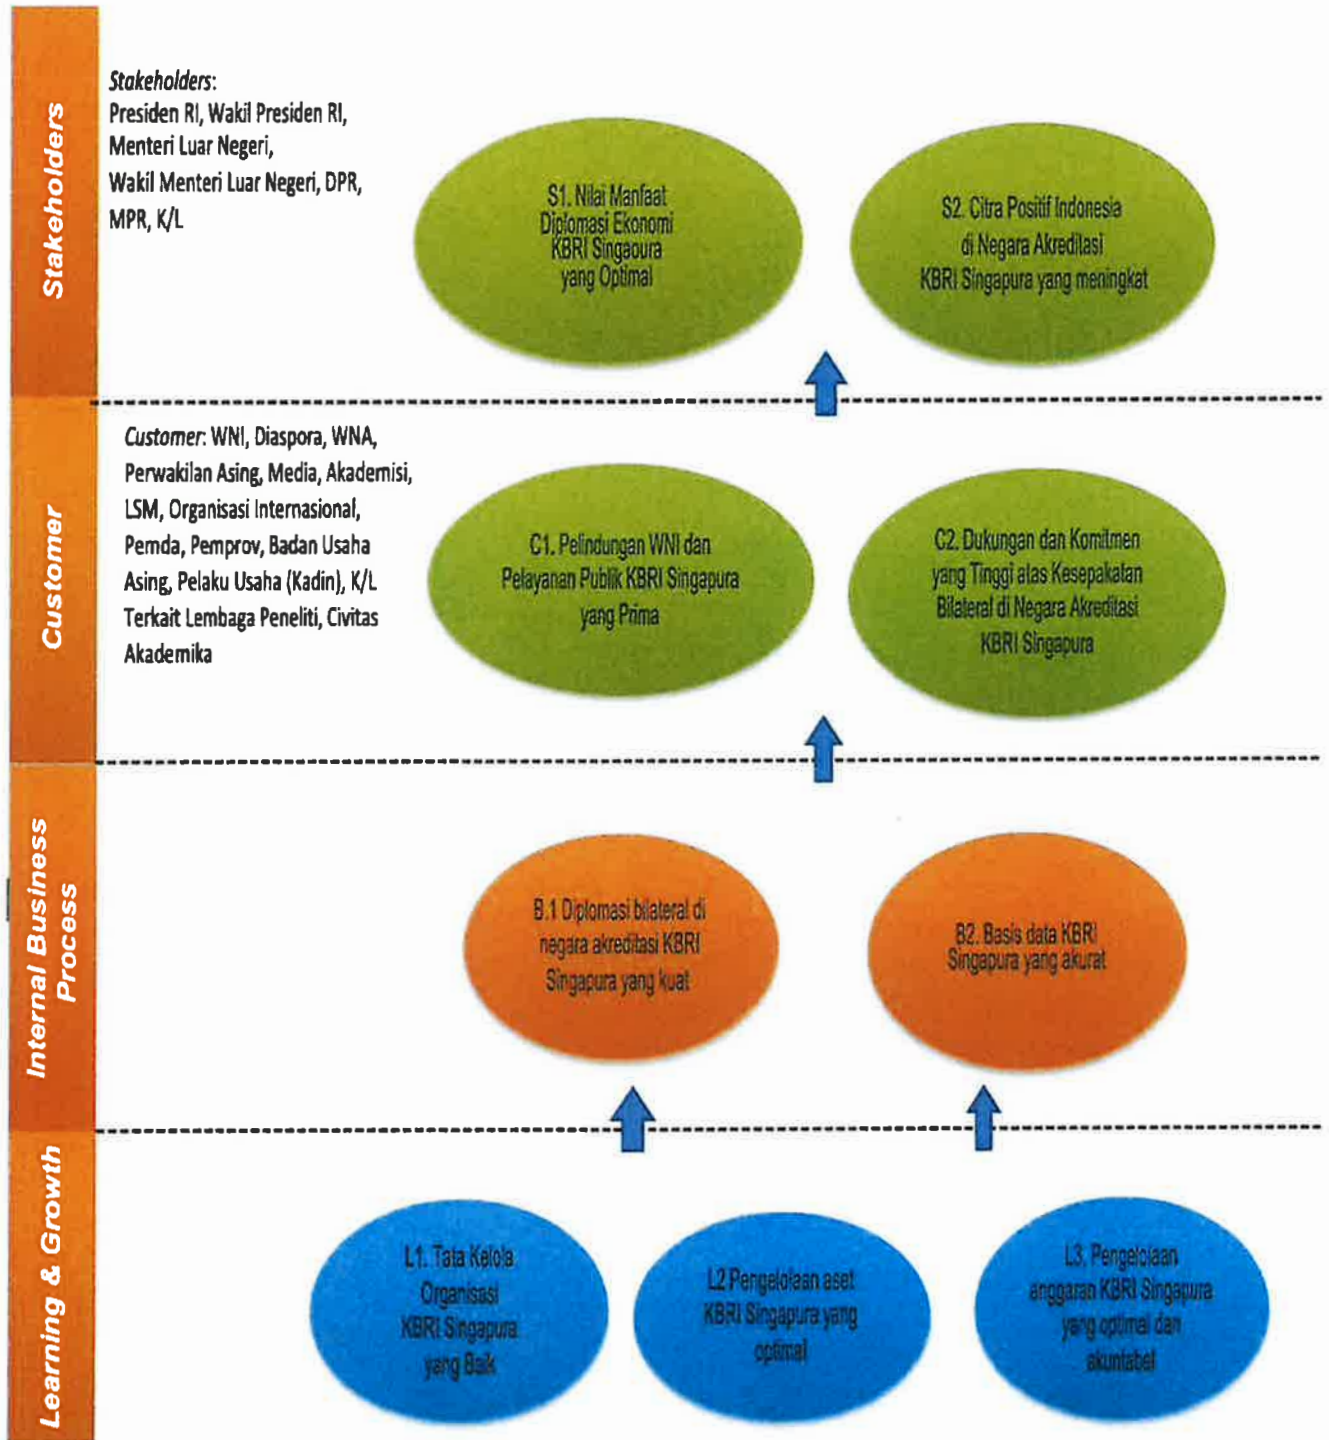 Stakeholders
Stakeholders:
Presiden RI, Wakil Presiden RI,
Menteri Luar Negeri,
Wakil Menteri Luar Negeri, DPR,
MPR, K/L
S1. Nilai Manfaat
Diplomasi Ekonomi
KBRI Singaoura
yang Optimal
S2. Citra Positif Indonesia
di Negara Akreditasi
KBRI Singapura yang meningkat
Customer
Customer: WNI, Diaspora, WNA,
Perwakilan Asing, Media, Akademisi,
LSM, Organisasi Internasional,
Pemda, Pemprov, Badan Usaha
Asing, Pelaku Usaha (Kadin), K/L
Terkait Lembaga Peneliti, Civitas
Akademika
C1. Pelindungan WNI dan
Pelayanan Publik KBRI Singapura
yang Prima
C2. Dukungan dan Komitmen
yang Tinggi atas Kesepakatan
Bilateral di Negara Akreditasi
KBRI Singapura
Internal Business
Process
B.1 Diplomasi bilateral di
negara akreditasi KBRI
Singapura yang kuat
B2. Basis data KBRI
Singapura yang akurat
Learning & Growth
L1. Tata Kelola
Organisasi
KBRI Singapura
yang Baik
L2 Pengelolaan aset
KBRI Singapura yang
optimal
L3. Pengelolaan
anggaran KBRI Singapura
yang optimal dan
akuntabel